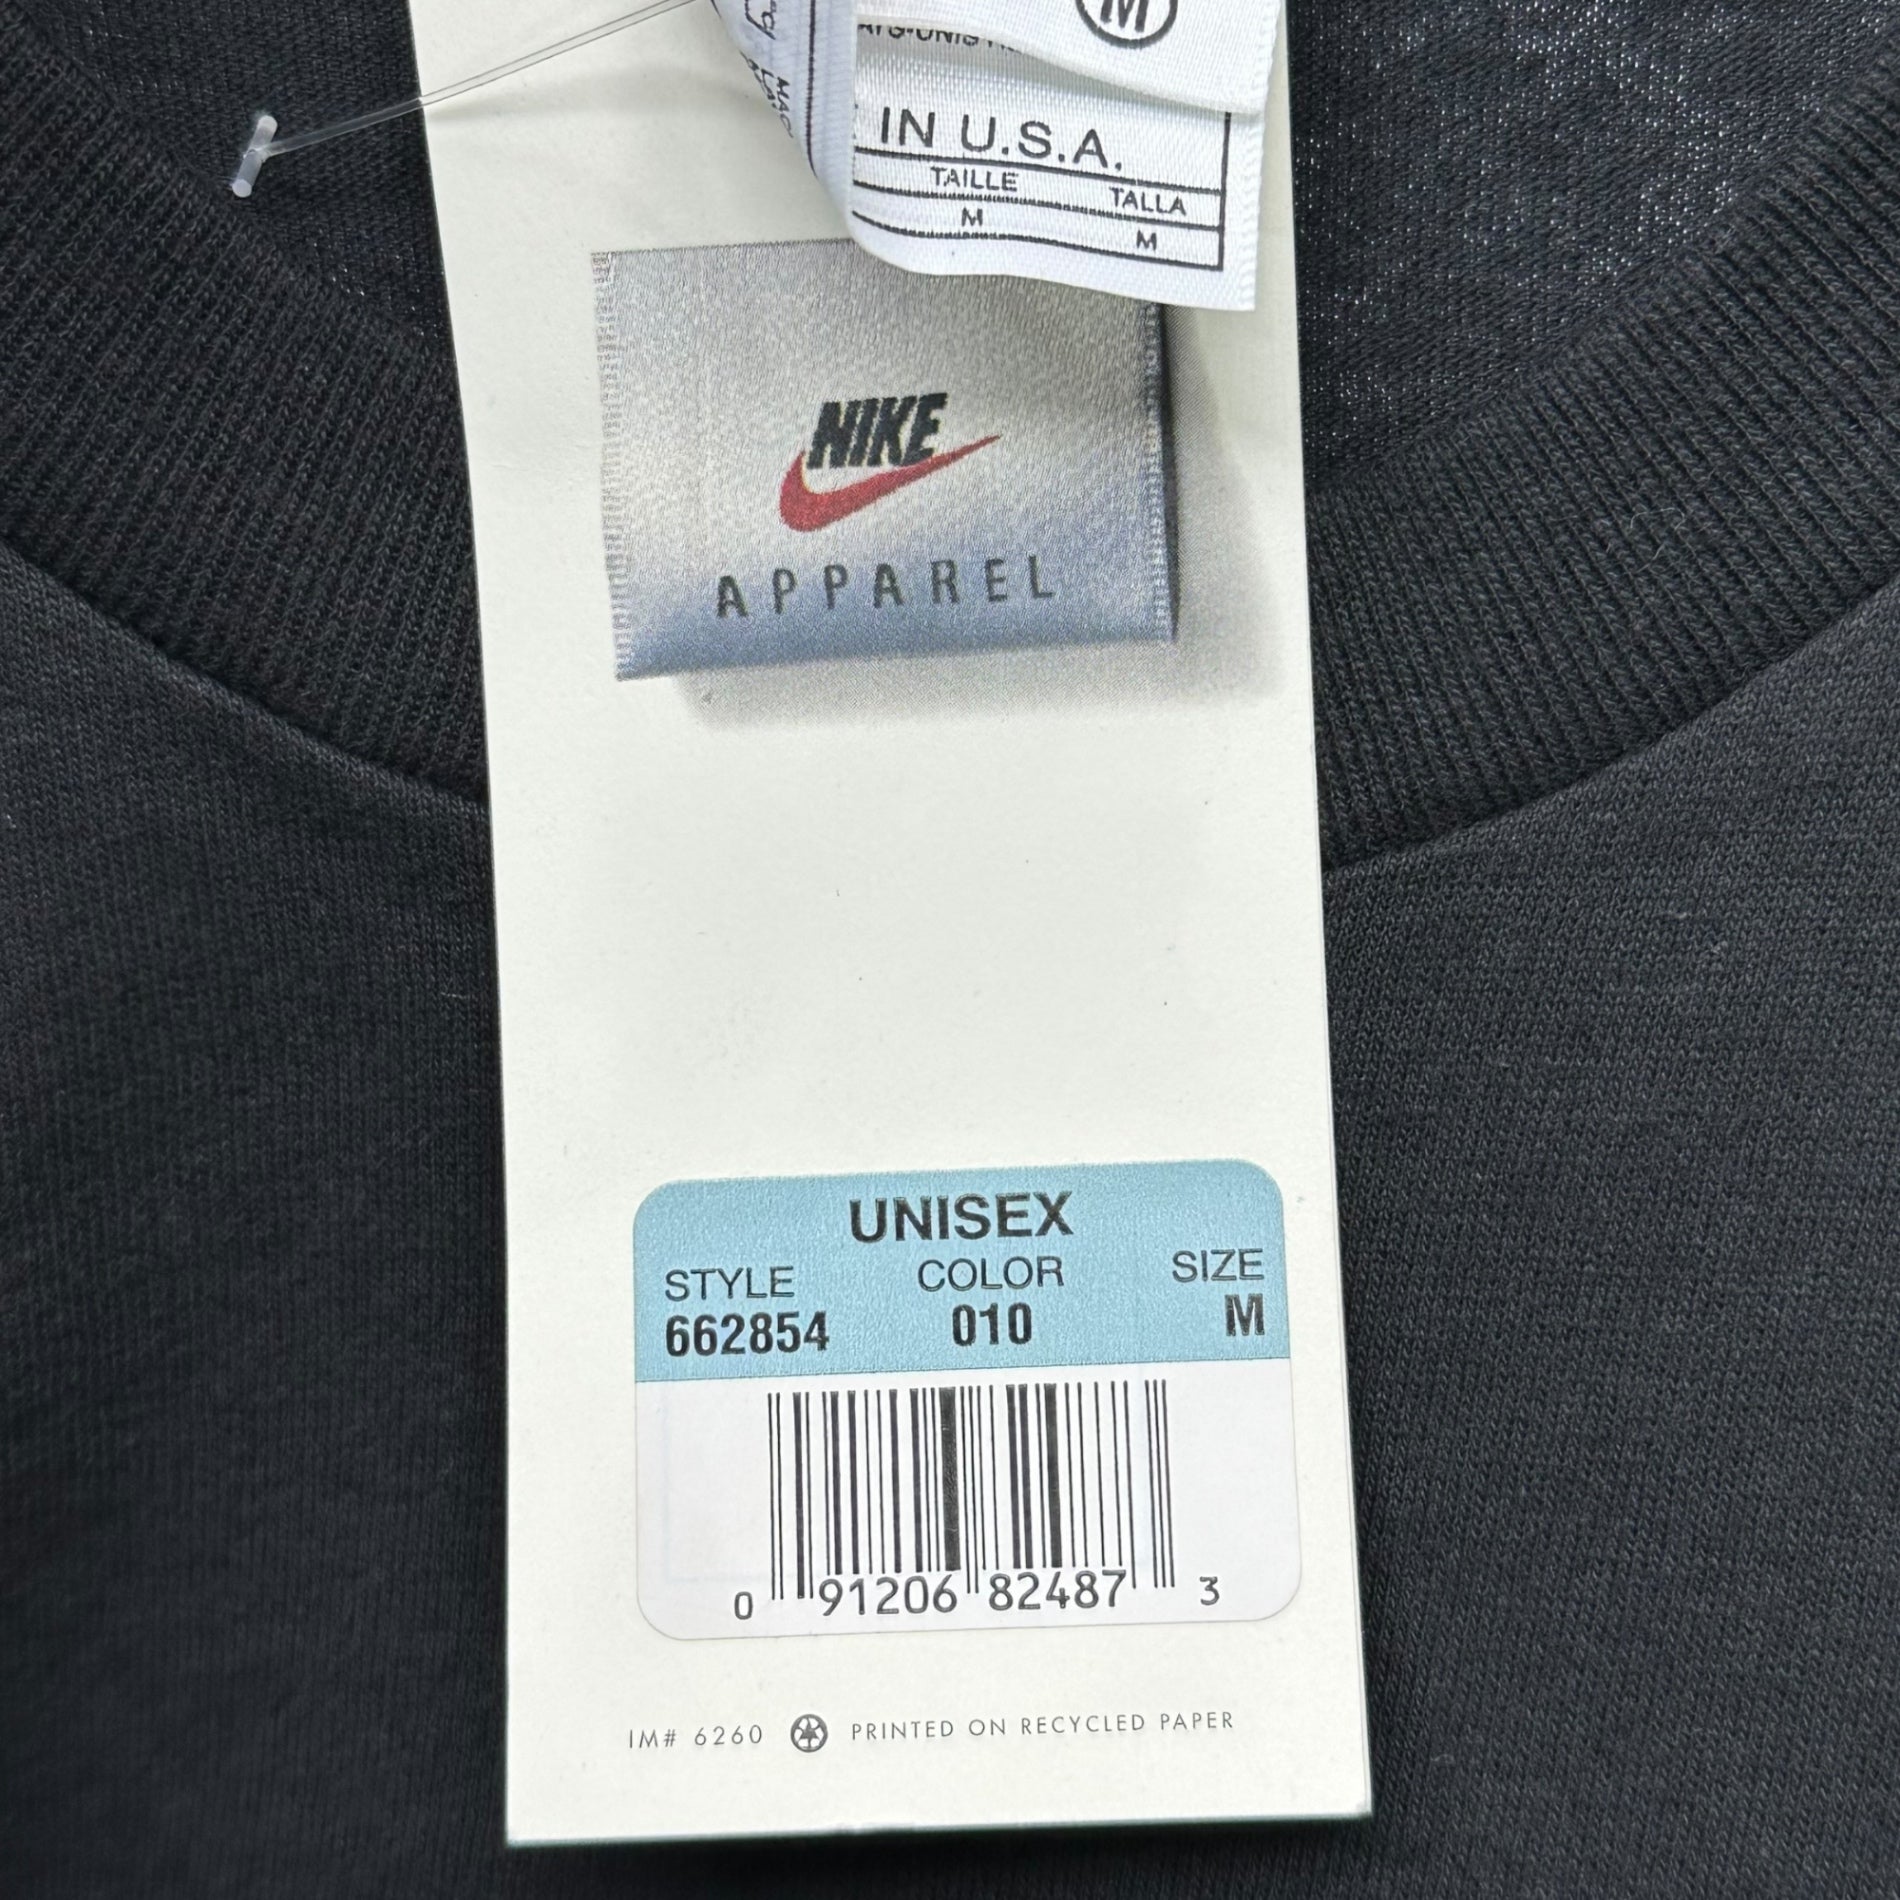 M
IN U.S.A.
TAILLE TALLA
M M
NIKE
APPAREL
UNISEX
STYLE COLOR SIZE
662854 010 M
0 91206 82487 3
IM# 6260 PRINTED ON RECYCLED PAPER